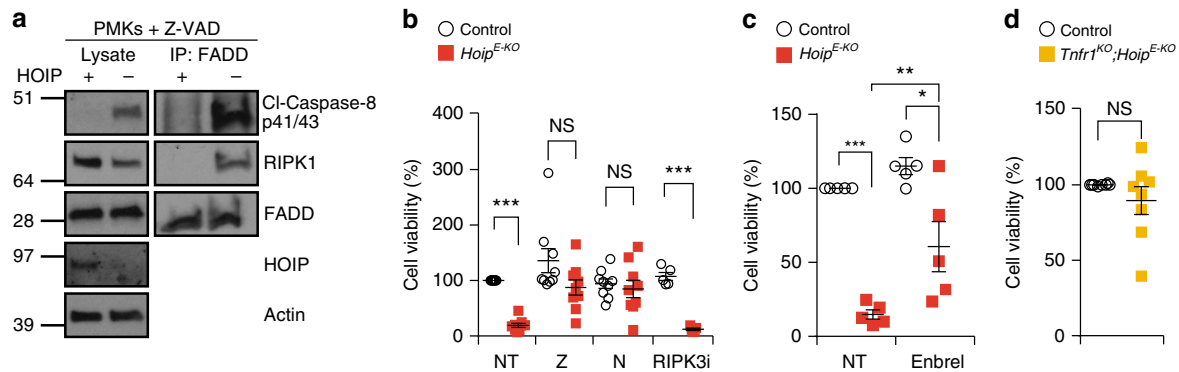 a
PMKs + Z-VAD
Lysate IP: FADD
HOIP + – + –
51
Cl-Caspase-8
p41/43
RIPK1
64
FADD
28
97
HOIP
Actin
39
b
Control
Hoip^E-KO
Cell viability (%)
400
300
200
100
0
*** NS NS ***
NT Z N RIPK3i
c
Control
Hoip^E-KO
Cell viability (%)
**
*
***
150
100
50
0
NT Enbrel
d
Control
Tnfr1^KO;Hoip^E-KO
Cell viability (%)
NS
150
100
50
0